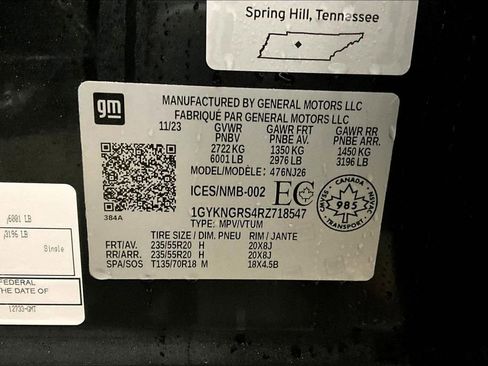 Spring Hill, Tennessee
gm
MANUFACTURED BY GENERAL MOTORS LLC
FABRIQUÉ PAR GENERAL MOTORS LLC
11/23 GVWR GAWR FRT GAWR RR
PNBV PNBE AV. PNBE AR.
2722 KG 1350 KG 1450 KG
6001 LB 2976 LB 3196 LB
MODEL/MODÈLE: 476NJ26
384A
ICES/NMB-002 EC
CANADA
985
TRANSPORT
1GYKNGRS4RZ718547
TYPE: MPV/VTUM
TIRE SIZE / DIM. PNEU RIM / JANTE
FRT/AV. 235/55R20 H 20X8J
RR/ARR. 235/55R20 H 20X8J
SPA/SOS T135/70R18 M 18X4.5B
6001 LB
3196 LB
Single
FEDERAL
THE DATE OF